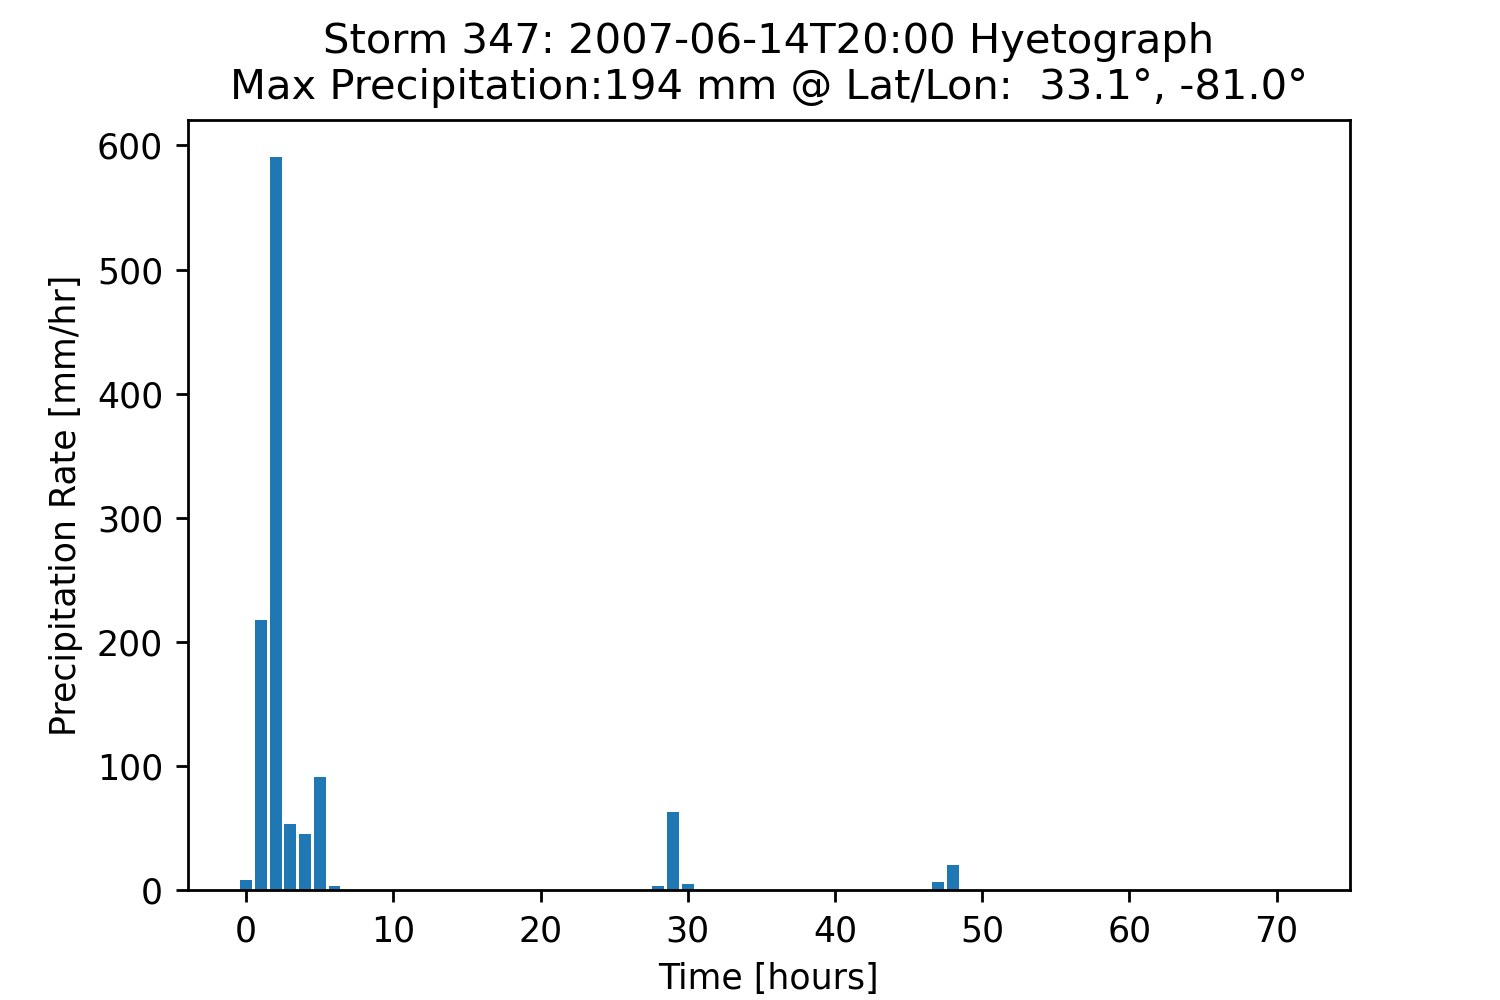 Storm 347: 2007-06-14T20:00 Hyetograph
Max Precipitation:194 mm @ Lat/Lon:  33.1°, -81.0°
600
500
400
300
200
100
0
Precipitation Rate [mm/hr]
0 10 20 30 40 50 60 70
Time [hours]